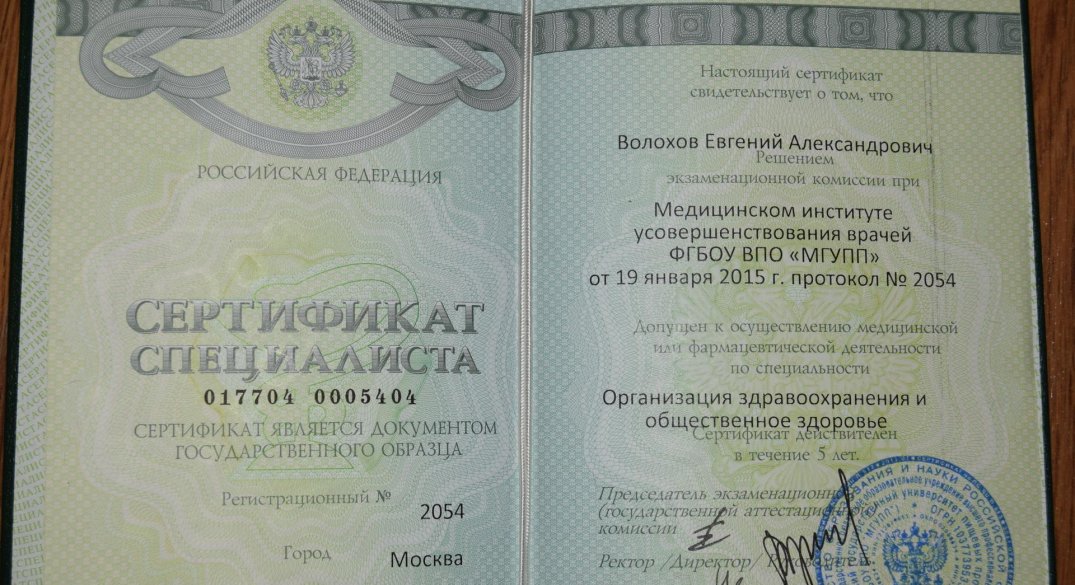 РОССИЙСКАЯ ФЕДЕРАЦИЯ
СЕРТИФИКАТ
СПЕЦИАЛИСТА
017704 0005404
СЕРТИФИКАТ ЯВЛЯЕТСЯ ДОКУМЕНТОМ
ГОСУДАРСТВЕННОГО ОБРАЗЦА
Регистрационный №
2054
Город
Москва
Настоящий сертификат
свидетельствует о том, что
Волохов Евгений Александрович
Решением
экзаменационной комиссии при
Медицинском институте
усовершенствования врачей
ФГБОУ ВПО «МГУПП»
от 19 января 2015 г. протокол № 2054
Допущен к осуществлению медицинской
или фармацевтической деятельности
по специальности
Организация здравоохранения и
общественное здоровье
Сертификат действителен
в течение 5 лет.
Председатель экзаменационной
(государственной аттестационной
комиссии
Ректор /Директор/ Руководитель